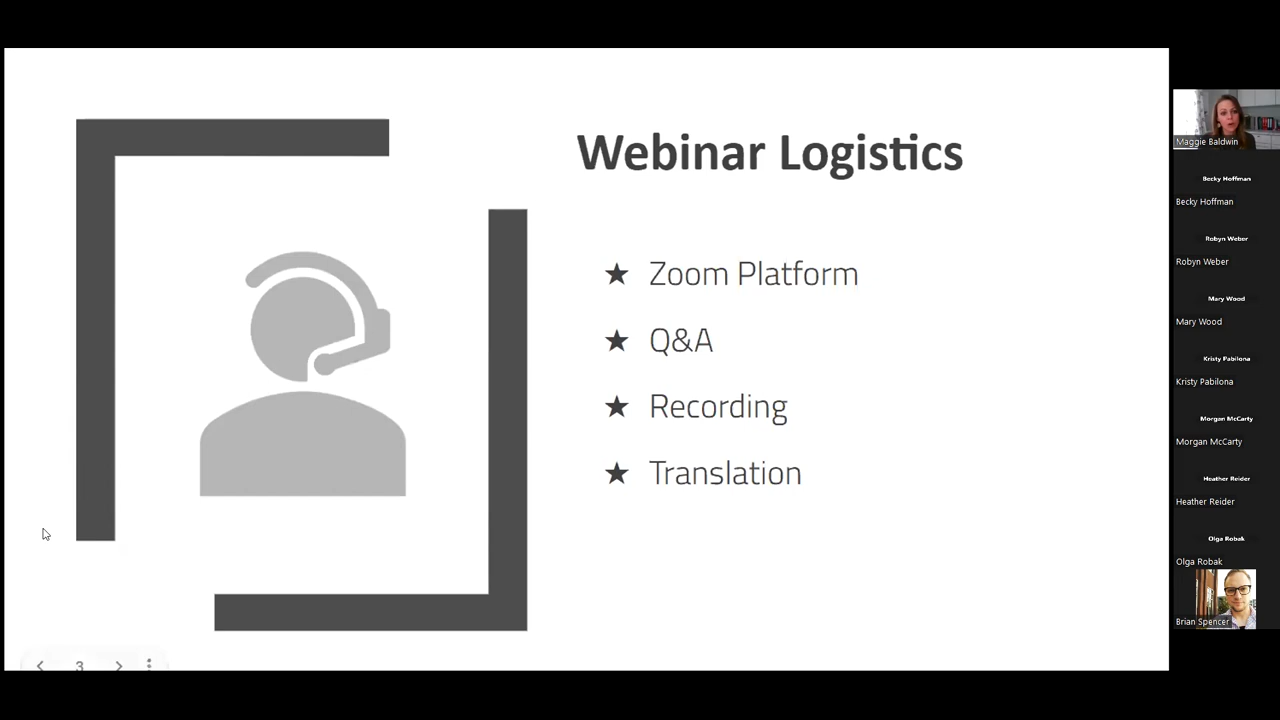 Webinar Logistics
★ Zoom Platform
★ Q&A
★ Recording
★ Translation
3
Maggie Baldwin
Becky Hoffman
Becky Hoffman
Robyn Weber
Robyn Weber
Mary Wood
Mary Wood
Kristy Pabilona
Kristy Pabilona
Morgan McCarty
Morgan McCarty
Heather Reider
Heather Reider
Olga Robak
Olga Robak
Brian Spencer